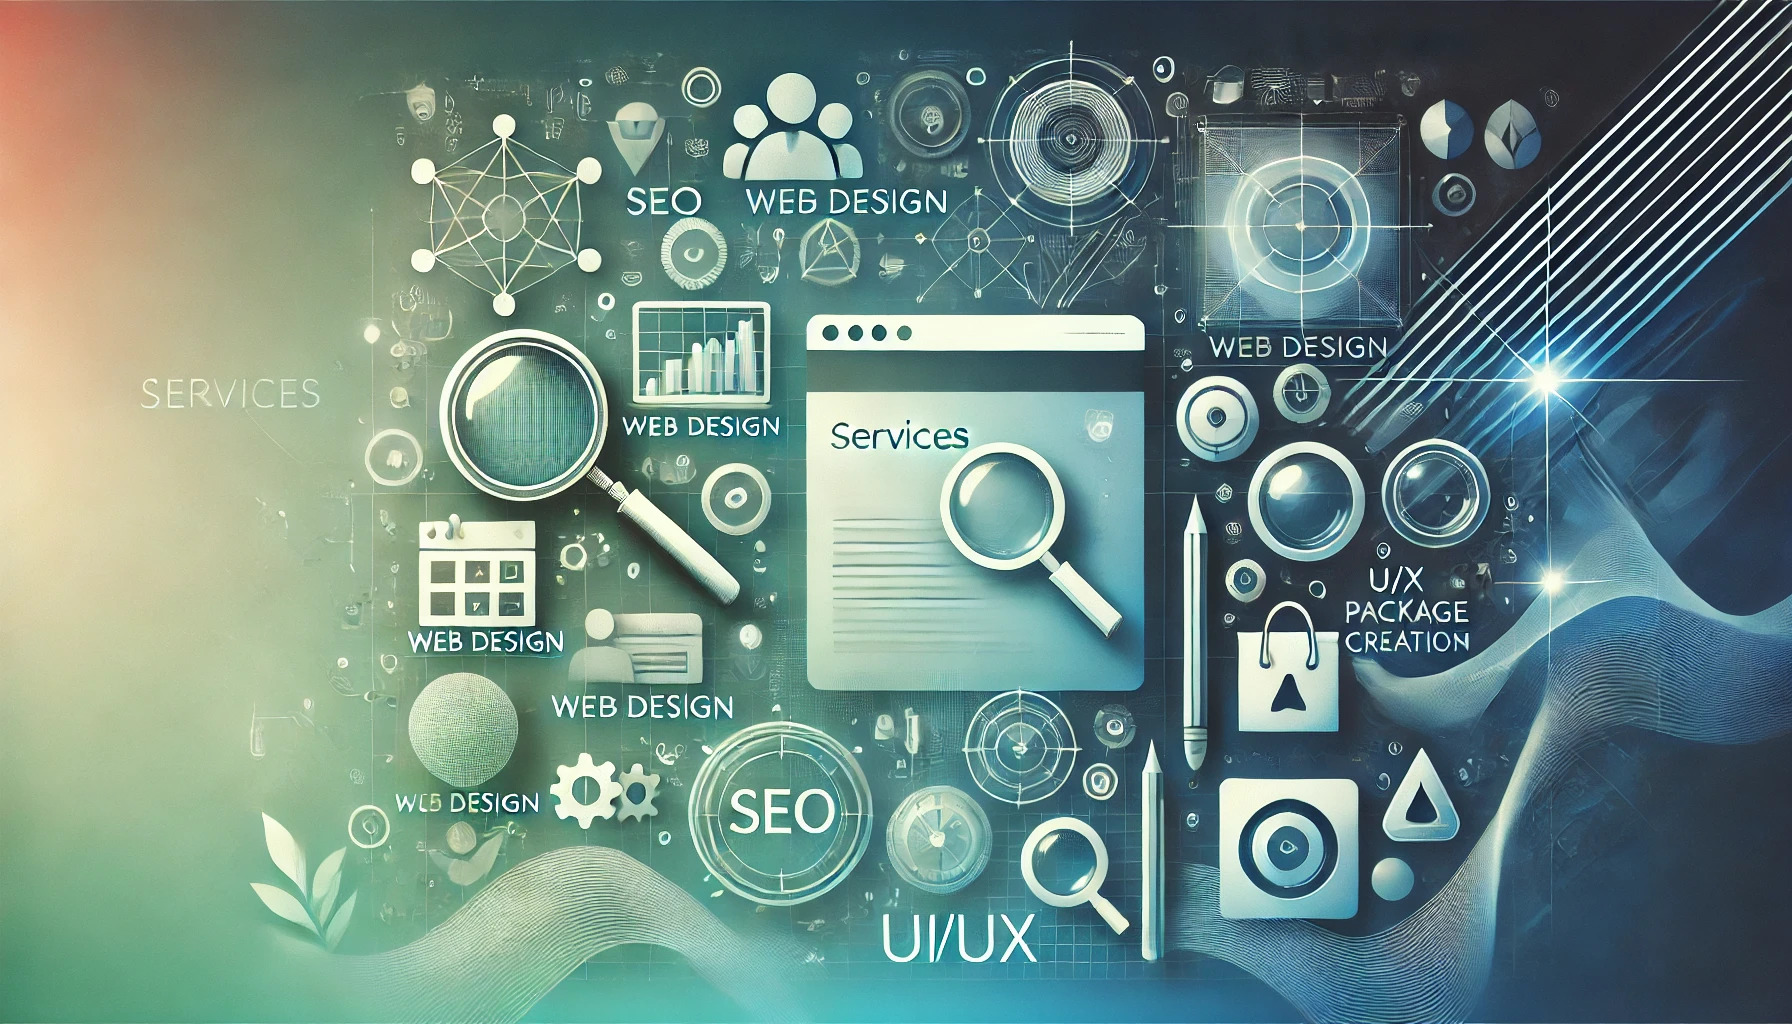 SEO
WEB DESIGN
WEB DESIGN
SERVICES
WEB DESIGN
Services
U/X
PACKAGE
CREATION
WEB DESIGN
WEB DESIGN
WEB DESIGN
SEO
UI/UX